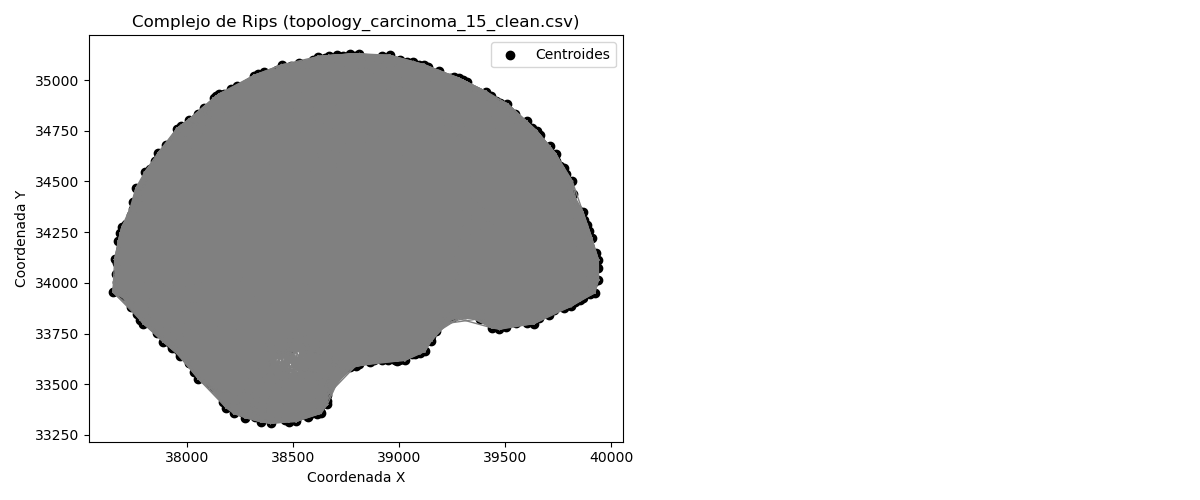 Complejo de Rips (topology_carcinoma_15_clean.csv)
Centroides
35000
34750
34500
34250
34000
33750
33500
33250
Coordenada Y
38000 38500 39000 39500 40000
Coordenada X